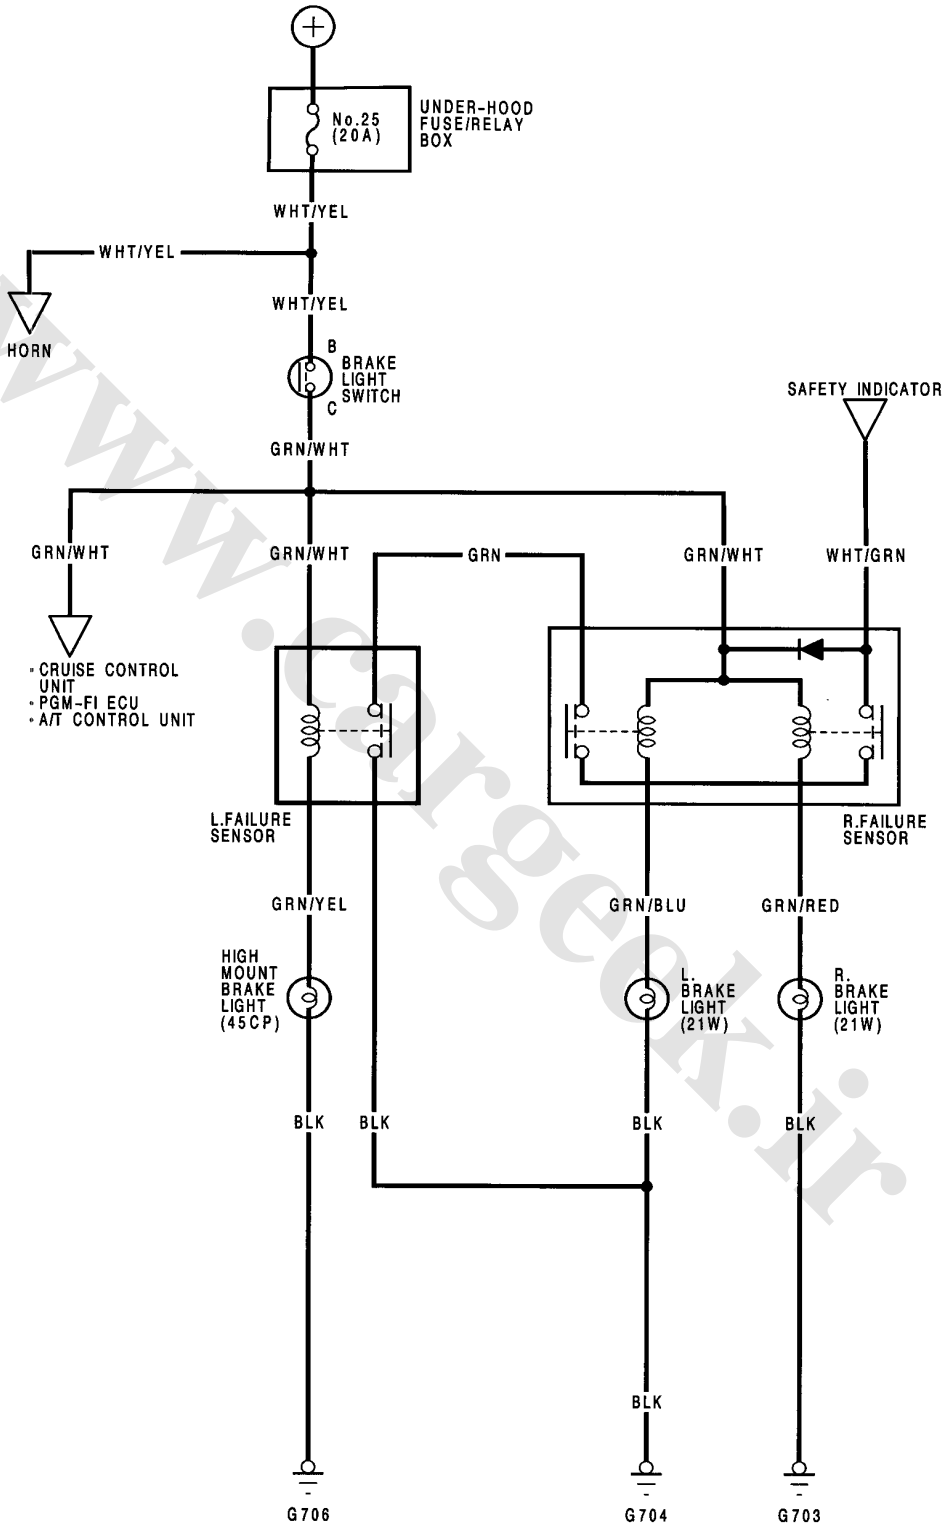 +
No.25
(20A)
UNDER-HOOD
FUSE/RELAY
BOX
WHT/YEL
WHT/YEL
WHT/YEL
HORN
B
BRAKE
LIGHT
SWITCH
C
SAFETY INDICATOR
GRN/WHT
GRN/WHT
GRN/WHT
GRN
GRN/WHT
WHT/GRN
• CRUISE CONTROL
UNIT
• PGM-FI ECU
• A/T CONTROL UNIT
L.FAILURE
SENSOR
R.FAILURE
SENSOR
GRN/YEL
GRN/BLU
GRN/RED
HIGH
MOUNT
BRAKE
LIGHT
(45CP)
L.
BRAKE
LIGHT
(21W)
R.
BRAKE
LIGHT
(21W)
BLK
BLK
BLK
BLK
BLK
G706
G704
G703
www.cargeek.ir